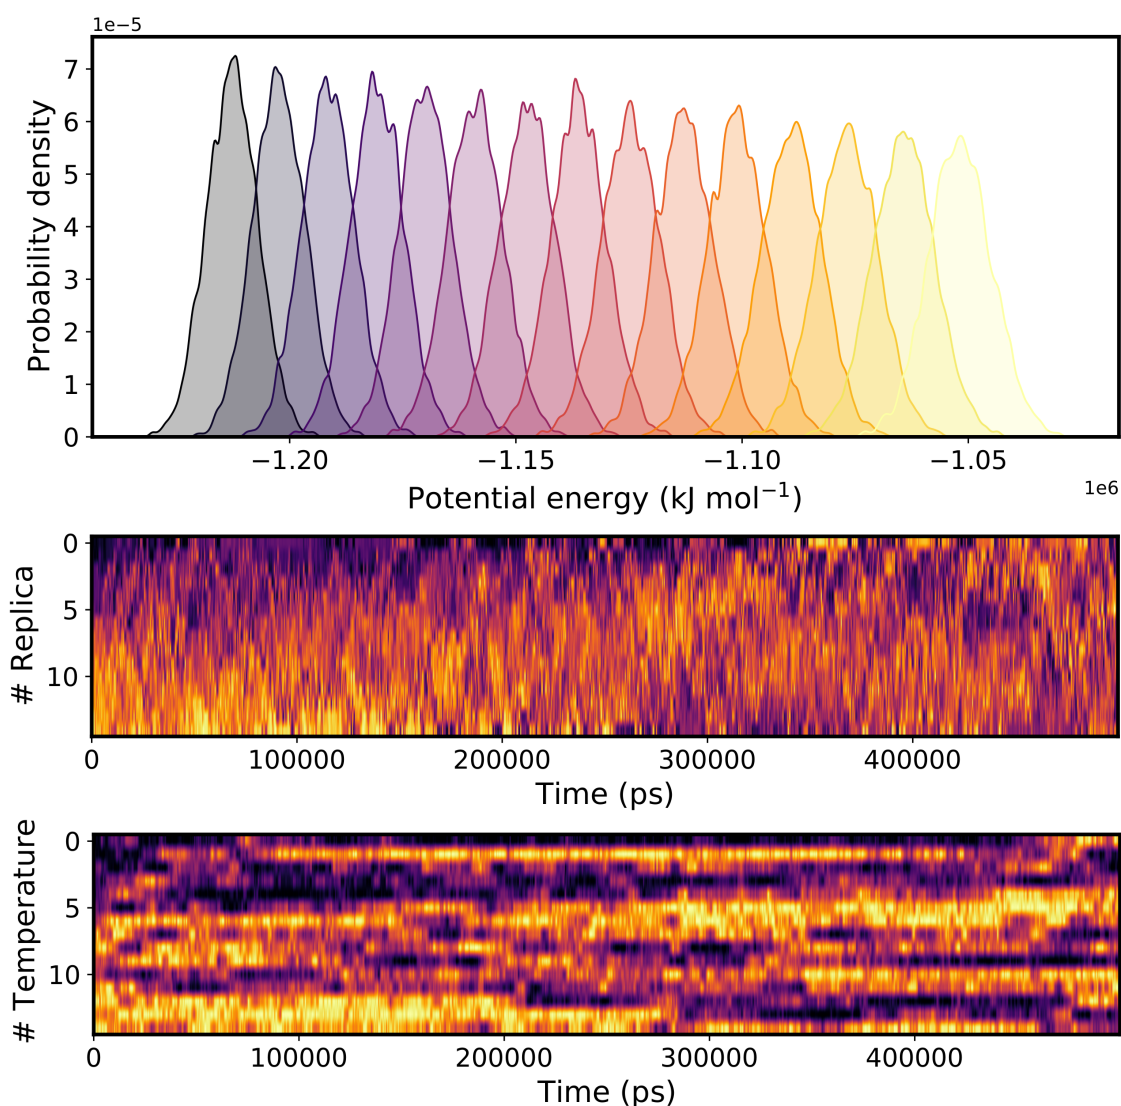 1e−5
7
6
5
4
3
2
1
0
Probability density
−1.20 −1.15 −1.10 −1.05
Potential energy (kJ mol−1)
1e6
0
5
10
# Replica
0 100000 200000 300000 400000
Time (ps)
0
5
10
# Temperature
0 100000 200000 300000 400000
Time (ps)